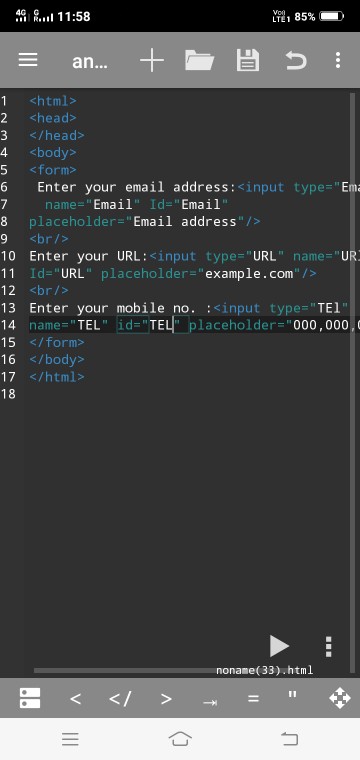 4G G 11:58 Vo) LTE1 85%
an...
1 <html>
2 <head>
3 </head>
4 <body>
5 <form>
6 Enter your email address:<input type="Ema
7 name="Email" Id="Email"
8 placeholder="Email address"/>
9 <br/>
10 Enter your URL:<input type="URL" name="UR
11 Id="URL" placeholder="example.com"/>
12 <br/>
13 Enter your mobile no. :<input type="TEl"
14 name="TEL" id="TEL" placeholder="000,000,0
15 </form>
16 </body>
17 </html>
18
noname(33).html
< </ > = "